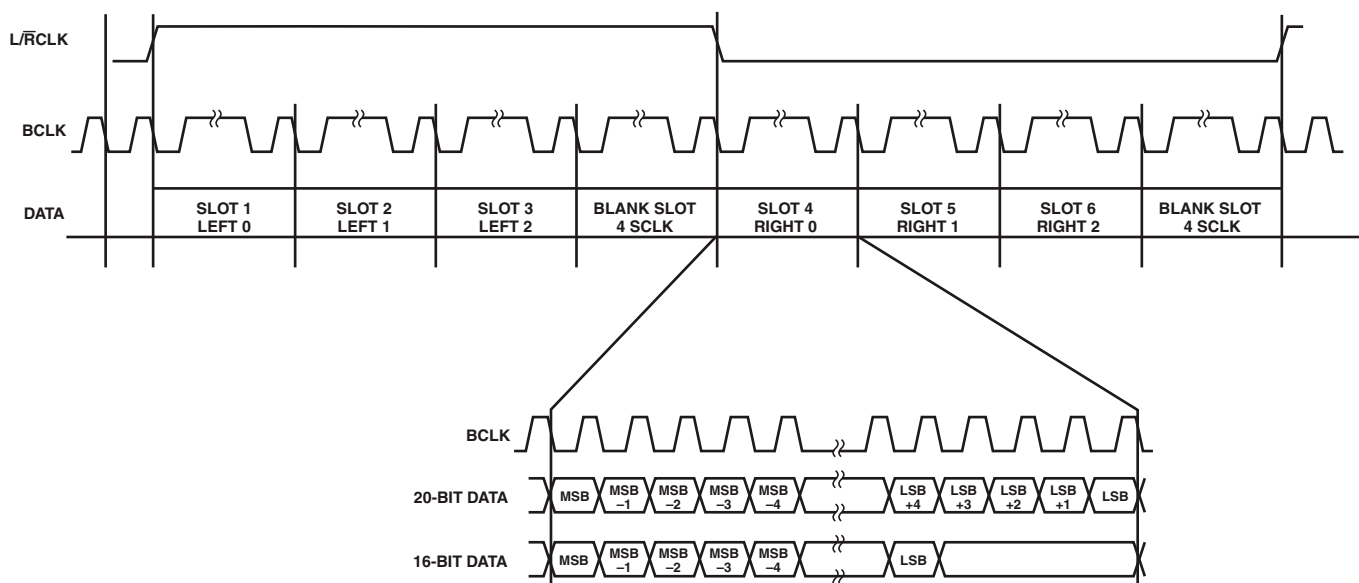 L/R̅CLK
BCLK
DATA
SLOT 1
LEFT 0
SLOT 2
LEFT 1
SLOT 3
LEFT 2
BLANK SLOT
4 SCLK
SLOT 4
RIGHT 0
SLOT 5
RIGHT 1
SLOT 6
RIGHT 2
BLANK SLOT
4 SCLK
BCLK
20-BIT DATA
MSB
MSB
–1
MSB
–2
MSB
–3
MSB
–4
LSB
+4
LSB
+3
LSB
+2
LSB
+1
LSB
16-BIT DATA
MSB
MSB
–1
MSB
–2
MSB
–3
MSB
–4
LSB